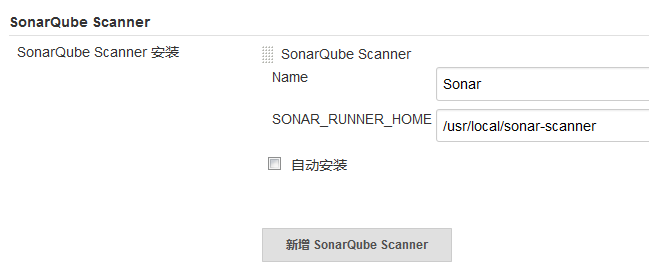 SonarQube Scanner
SonarQube Scanner 安装
SonarQube Scanner
Name
Sonar
SONAR_RUNNER_HOME
/usr/local/sonar-scanner
自动安装
新增 SonarQube Scanner